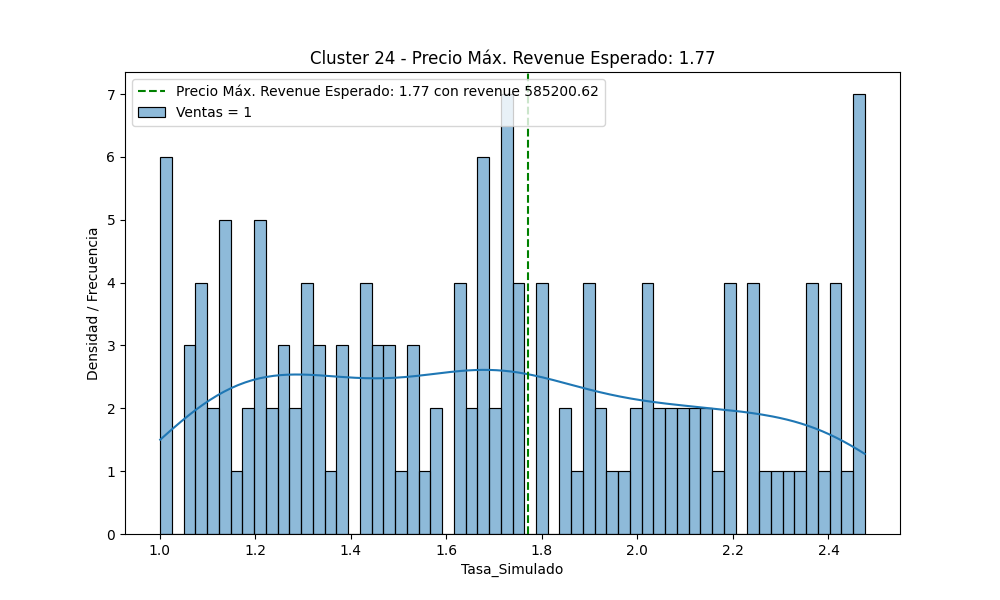 Cluster 24 - Precio Máx. Revenue Esperado: 1.77
Precio Máx. Revenue Esperado: 1.77 con revenue 585200.62
Ventas = 1
Densidad / Frecuencia
7
6
5
4
3
2
1
0
1.0 1.2 1.4 1.6 1.8 2.0 2.2 2.4
Tasa_Simulado